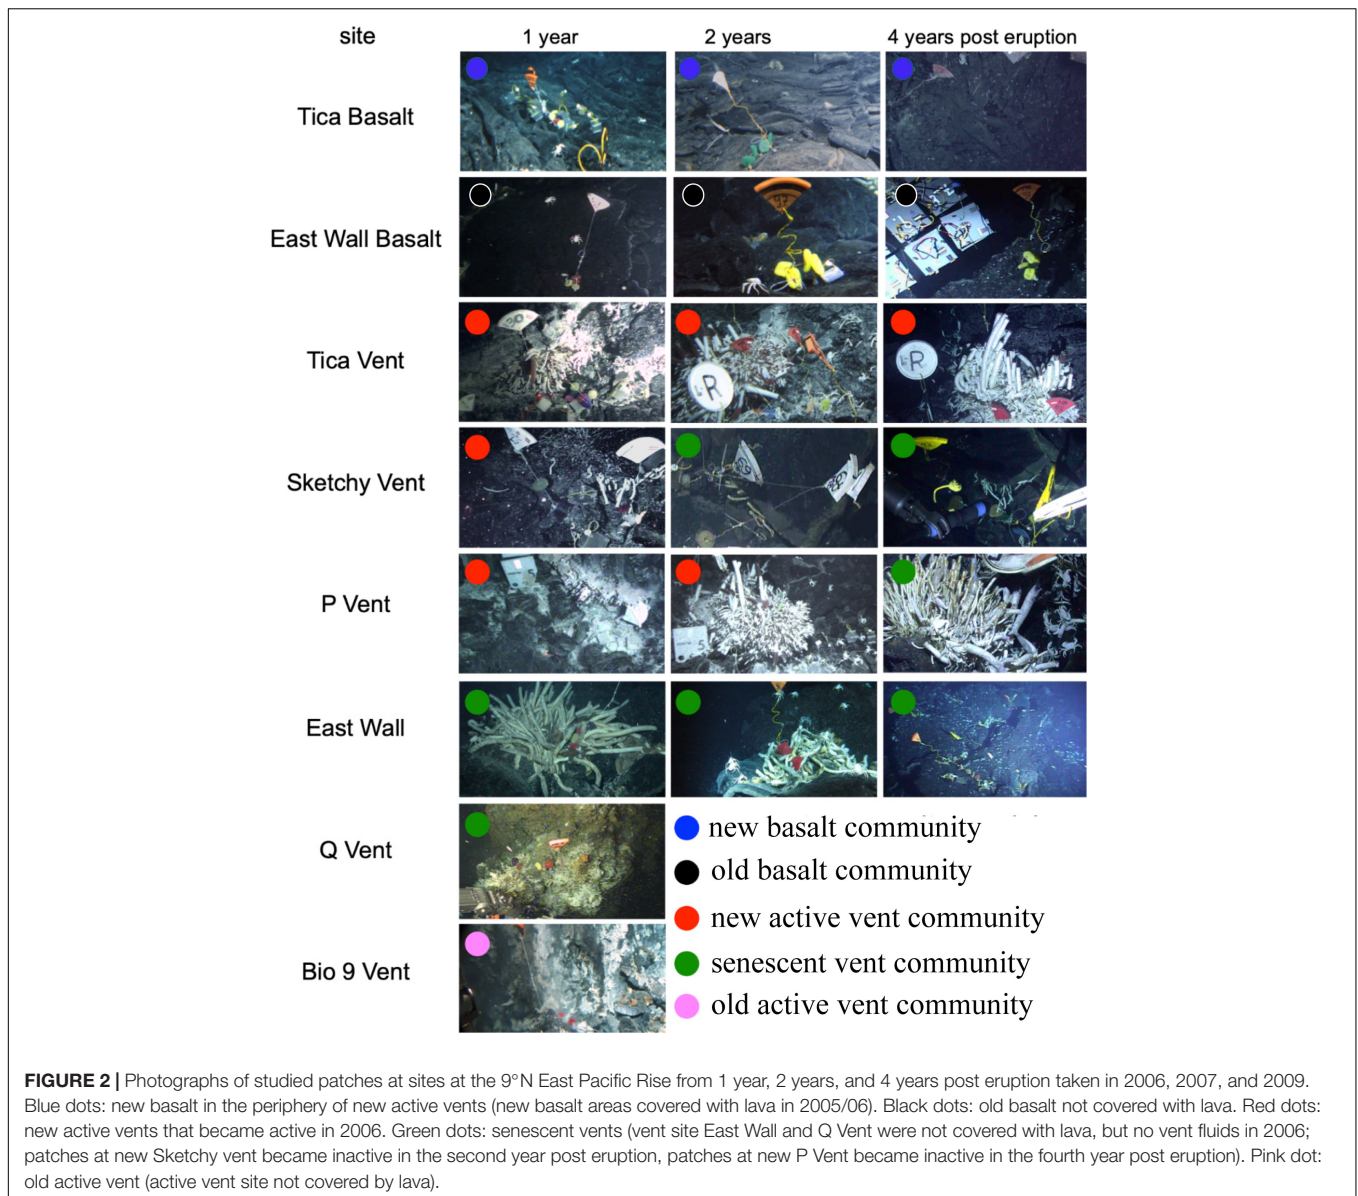 site 1 year 2 years 4 years post eruption
Tica Basalt
East Wall Basalt
Tica Vent
R
R
Sketchy Vent
P Vent
5
East Wall
Q Vent
Bio 9 Vent
new basalt community
old basalt community
new active vent community
senescent vent community
old active vent community
FIGURE 2 | Photographs of studied patches at sites at the 9°N East Pacific Rise from 1 year, 2 years, and 4 years post eruption taken in 2006, 2007, and 2009.
Blue dots: new basalt in the periphery of new active vents (new basalt areas covered with lava in 2005/06). Black dots: old basalt not covered with lava. Red dots:
new active vents that became active in 2006. Green dots: senescent vents (vent site East Wall and Q Vent were not covered with lava, but no vent fluids in 2006;
patches at new Sketchy vent became inactive in the second year post eruption, patches at new P Vent became inactive in the fourth year post eruption). Pink dot:
old active vent (active vent site not covered by lava).